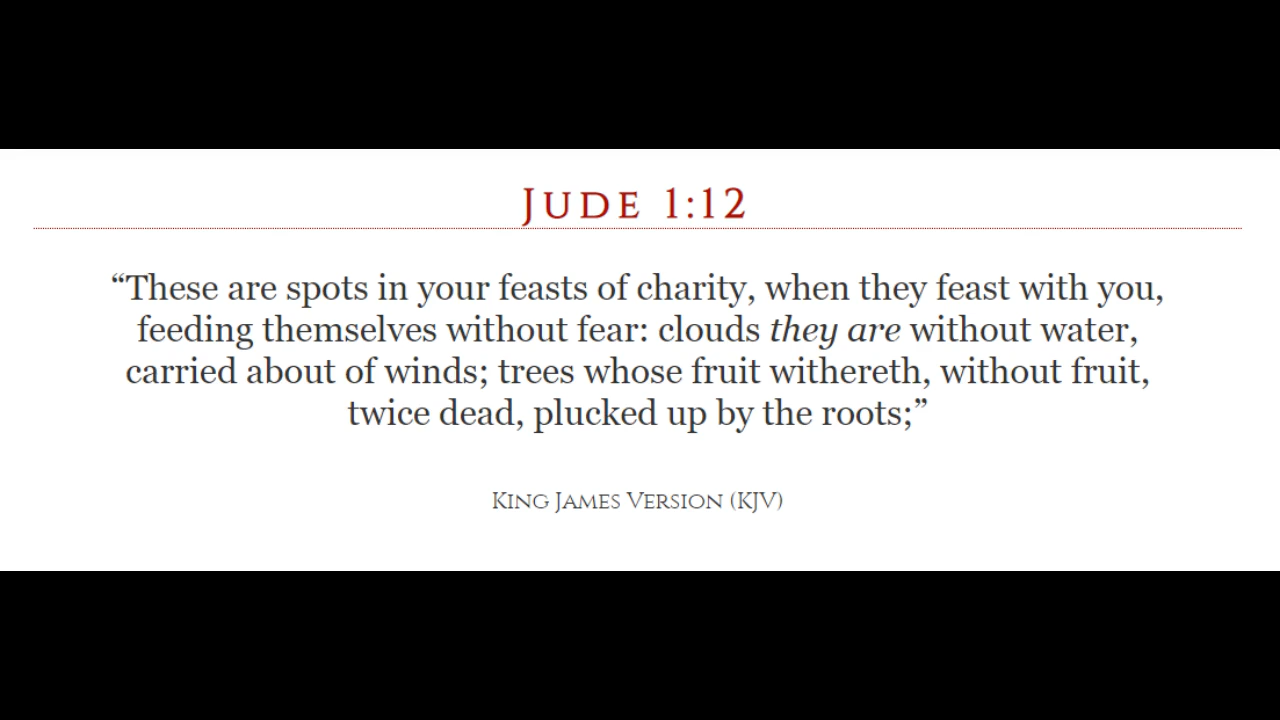 Jude 1:12
“These are spots in your feasts of charity, when they feast with you,
feeding themselves without fear: clouds they are without water,
carried about of winds; trees whose fruit withereth, without fruit,
twice dead, plucked up by the roots;”
King James Version (KJV)